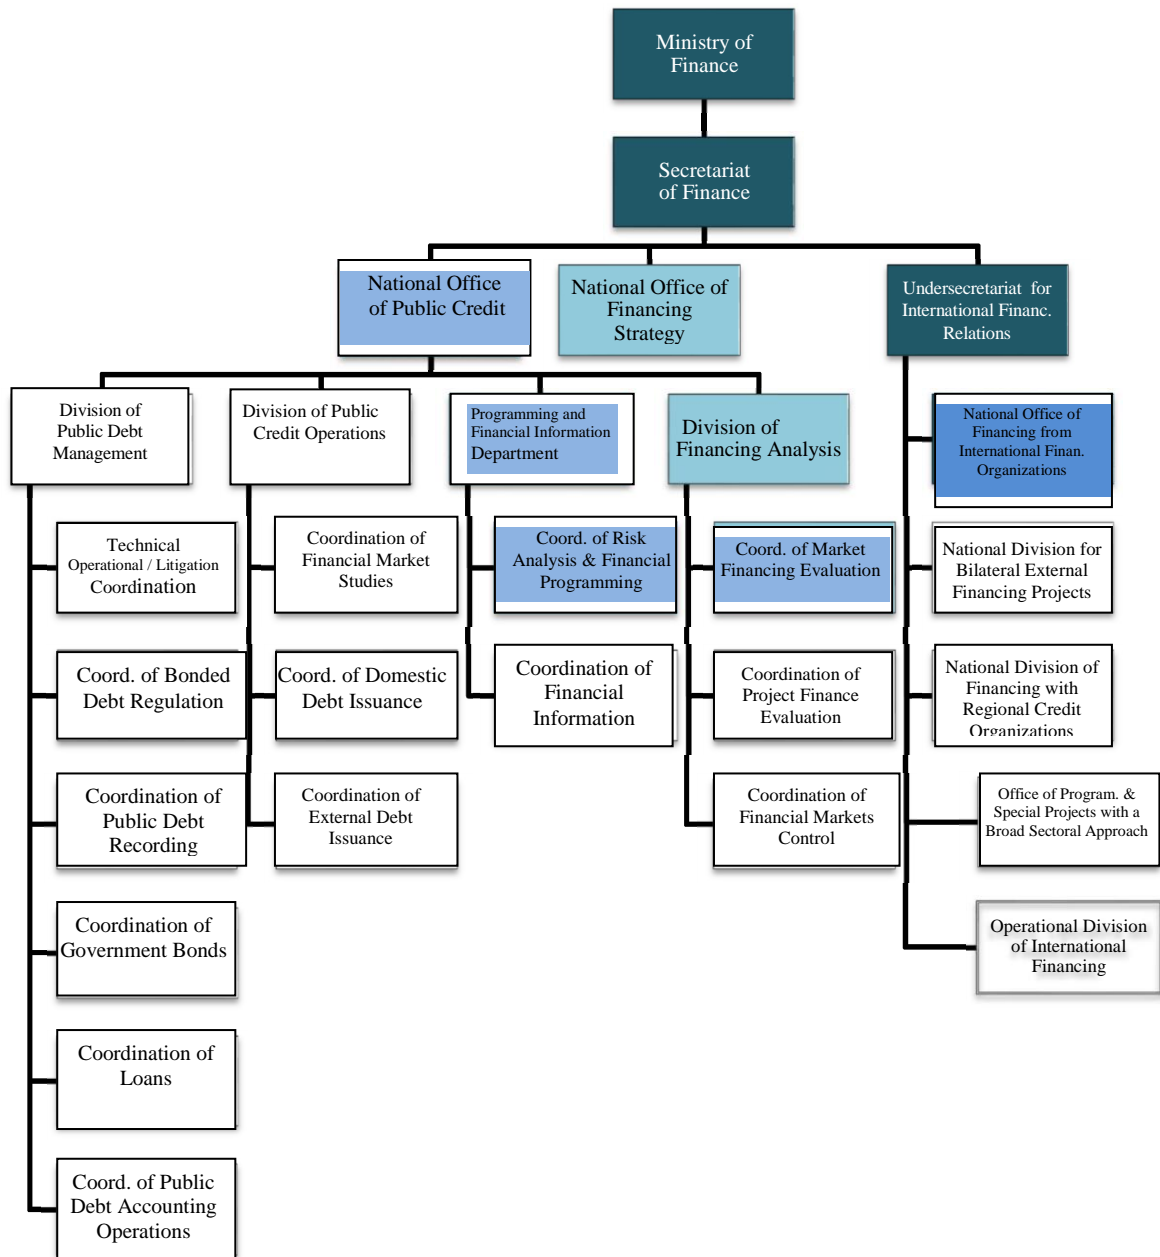 Ministry of
Finance
Secretariat
of Finance
National Office
of Public Credit
National Office of
Financing
Strategy
Undersecretariat for
International Financ.
Relations
Division of
Public Debt
Management
Division of Public
Credit Operations
Programming and
Financial Information
Department
Division of
Financing Analysis
National Office of
Financing from
International Finan.
Organizations
Technical
Operational / Litigation
Coordination
Coordination of
Financial Market
Studies
Coord. of Risk
Analysis & Financial
Programming
Coord. of Market
Financing Evaluation
National Division for
Bilateral External
Financing Projects
Coord. of Bonded
Debt Regulation
Coord. of Domestic
Debt Issuance
Coordination of
Financial
Information
Coordination of
Project Finance
Evaluation
National Division of
Financing with
Regional Credit
Organizations
Coordination of
Public Debt
Recording
Coordination of
External Debt
Issuance
Coordination of
Financial Markets
Control
Office of Program. &
Special Projects with a
Broad Sectoral Approach
Coordination of
Government Bonds
Operational Division
of International
Financing
Coordination of
Loans
Coord. of Public
Debt Accounting
Operations